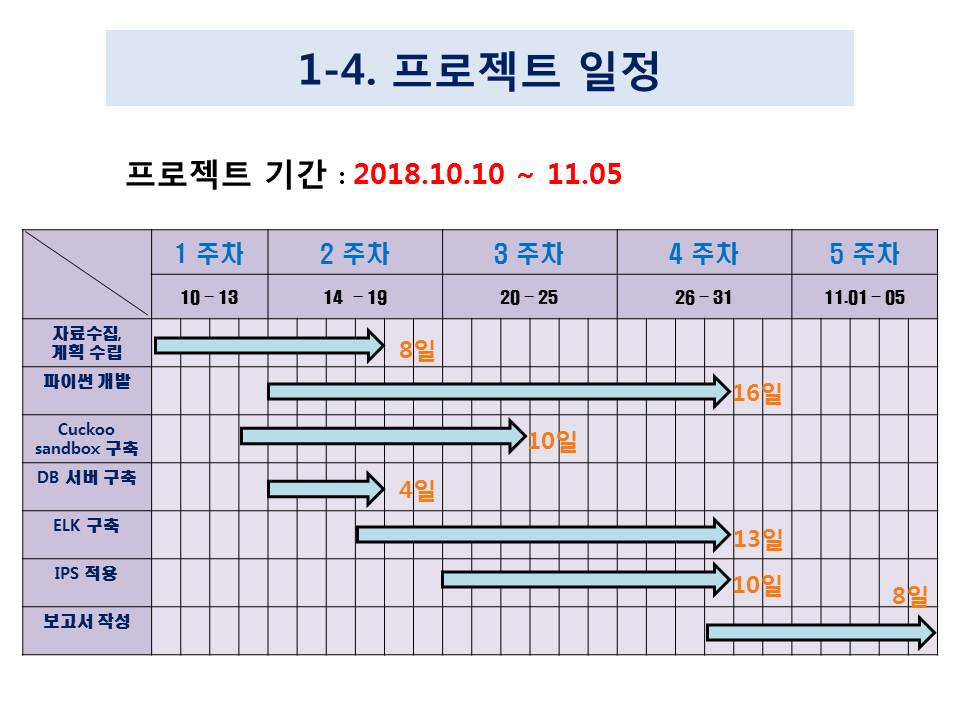 1-4. 프로젝트 일정
프로젝트 기간 : 2018.10.10 ~ 11.05
1 주차 2 주차 3 주차 4 주차 5 주차
10 – 13 14 – 19 20 – 25 26 – 31 11.01 – 05
자료수집,
계획 수립
8일
파이썬 개발
16일
Cuckoo
sandbox 구축
10일
DB 서버 구축
4일
ELK 구축
13일
IPS 적용
10일
8일
보고서 작성